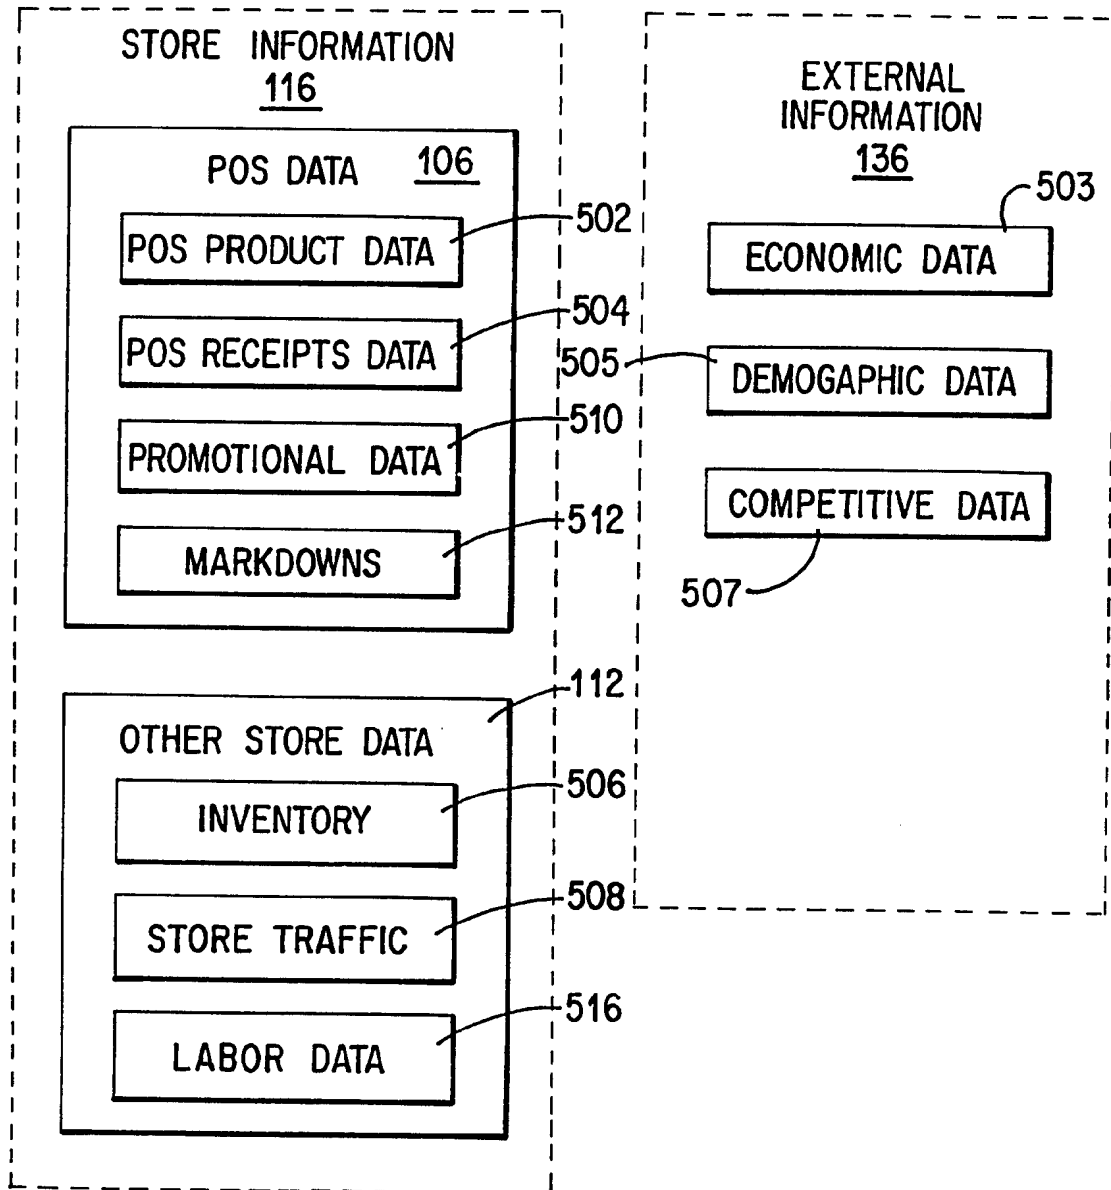 STORE INFORMATION
116
POS DATA 106
POS PRODUCT DATA
502
POS RECEIPTS DATA
504
PROMOTIONAL DATA
510
MARKDOWNS
512
OTHER STORE DATA
112
INVENTORY
506
STORE TRAFFIC
508
LABOR DATA
516
EXTERNAL
INFORMATION
136
503
ECONOMIC DATA
505
DEMOGAPHIC DATA
COMPETITIVE DATA
507